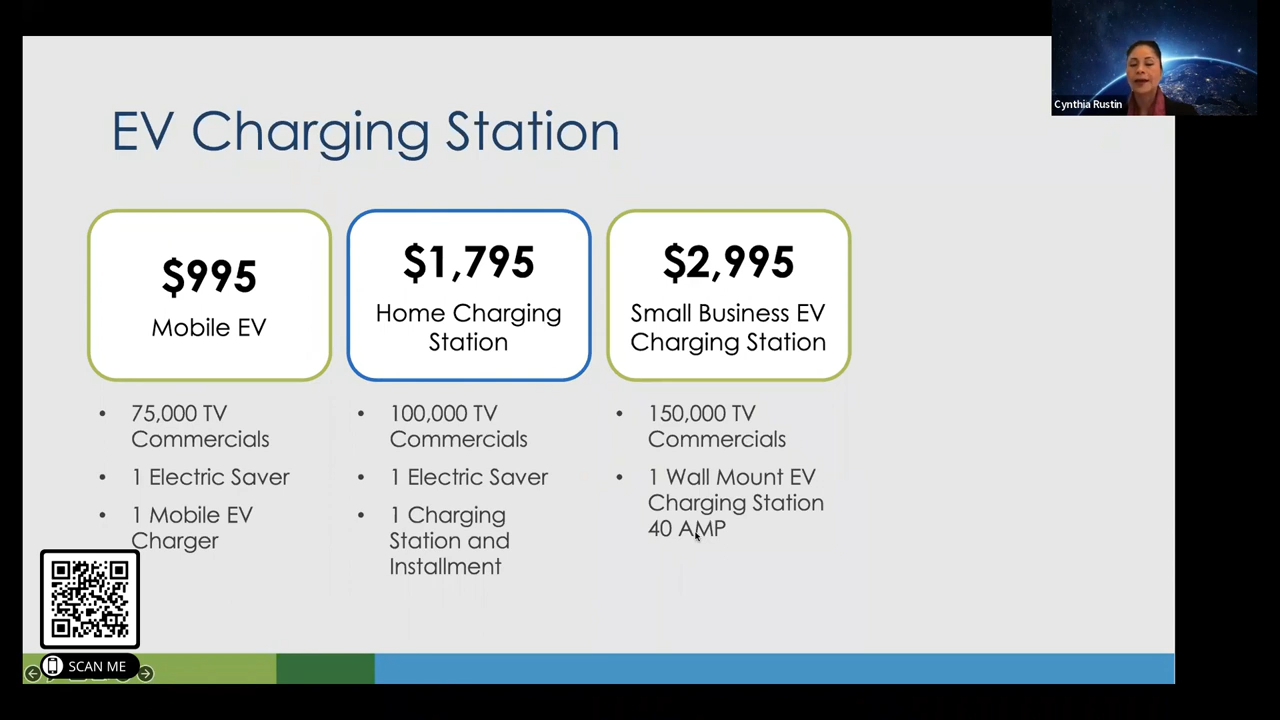 Cynthia Rustin
EV Charging Station
$995
Mobile EV
$1,795
Home Charging
Station
$2,995
Small Business EV
Charging Station
• 75,000 TV
Commercials
• 1 Electric Saver
• 1 Mobile EV
Charger
• 100,000 TV
Commercials
• 1 Electric Saver
• 1 Charging
Station and
Installment
• 150,000 TV
Commercials
• 1 Wall Mount EV
Charging Station
40 AMP
SCAN ME